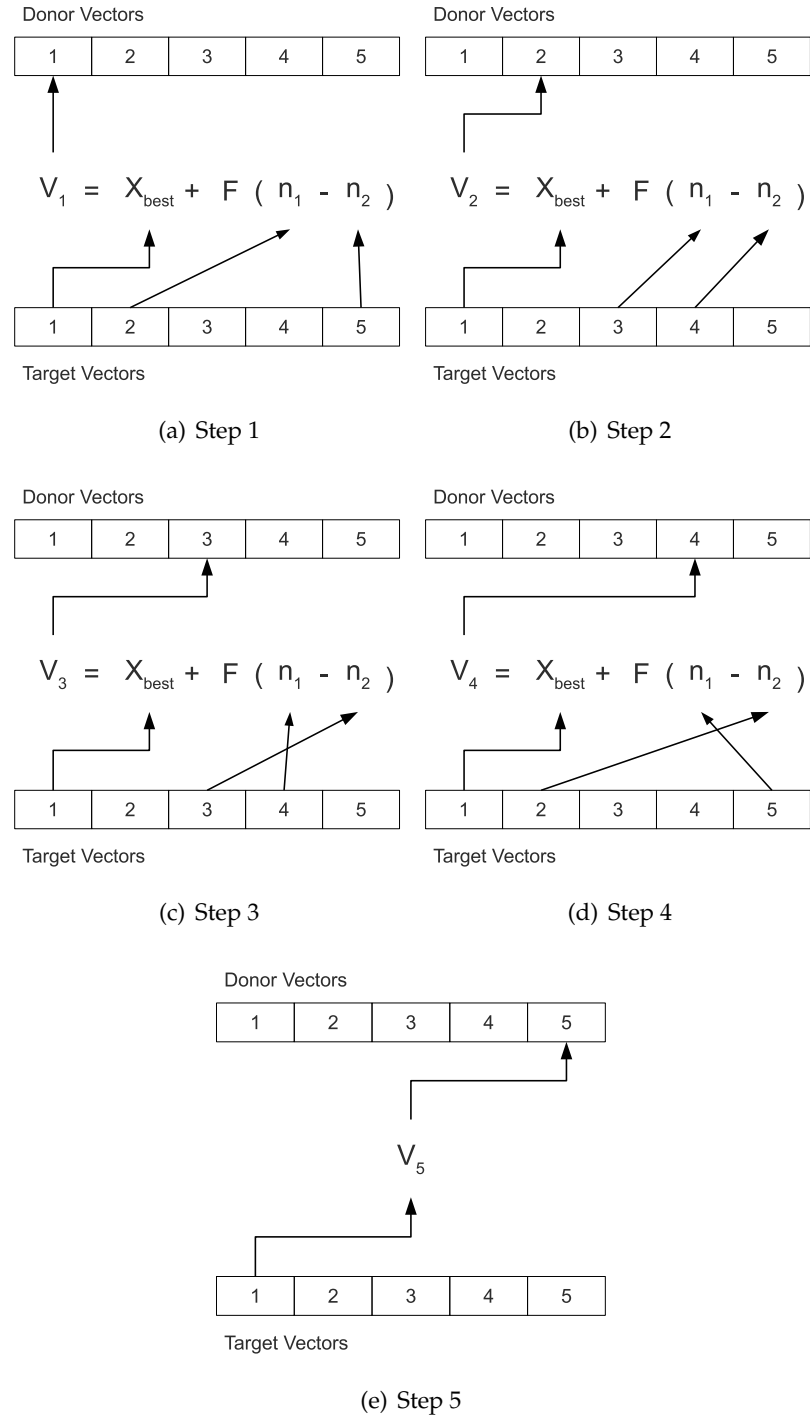 Donor Vectors
1 2 3 4 5
V1 = Xbest + F ( n1 - n2 )
1 2 3 4 5
Target Vectors
(a) Step 1
Donor Vectors
1 2 3 4 5
V2 = Xbest + F ( n1 - n2 )
1 2 3 4 5
Target Vectors
(b) Step 2
Donor Vectors
1 2 3 4 5
V3 = Xbest + F ( n1 - n2 )
1 2 3 4 5
Target Vectors
(c) Step 3
Donor Vectors
1 2 3 4 5
V4 = Xbest + F ( n1 - n2 )
1 2 3 4 5
Target Vectors
(d) Step 4
Donor Vectors
1 2 3 4 5
V5
1 2 3 4 5
Target Vectors
(e) Step 5